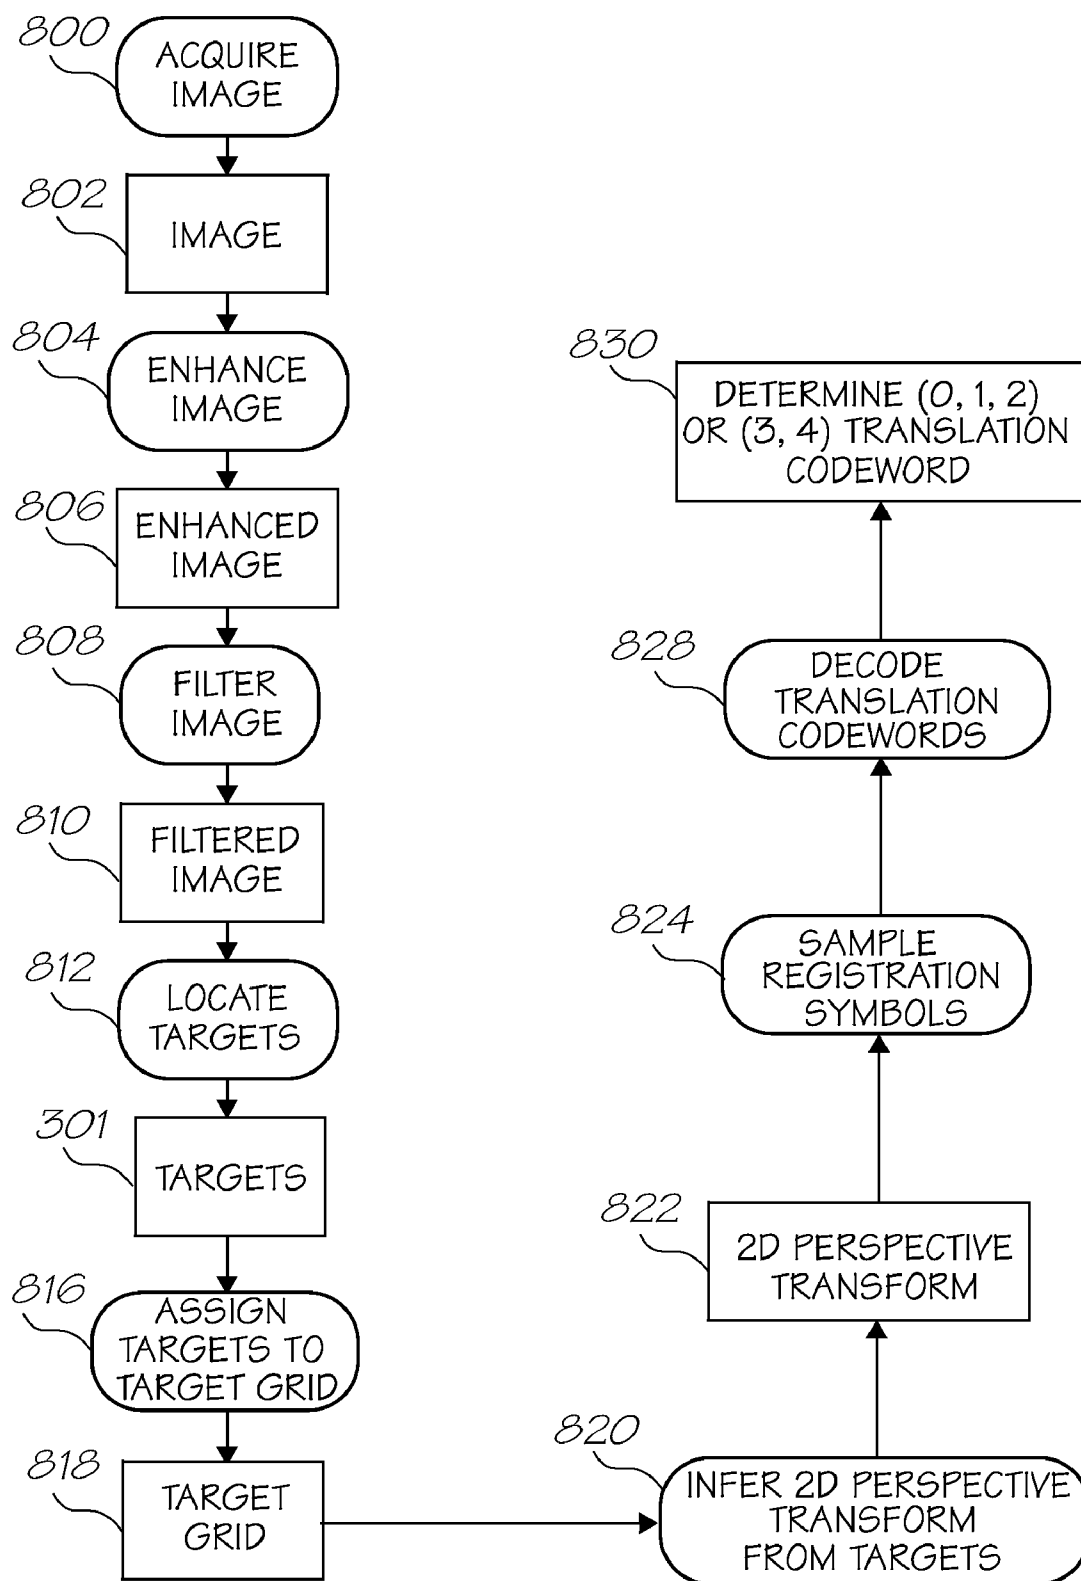 800
ACQUIRE
IMAGE
802
IMAGE
804
ENHANCE
IMAGE
806
ENHANCED
IMAGE
808
FILTER
IMAGE
810
FILTERED
IMAGE
812
LOCATE
TARGETS
301
TARGETS
816
ASSIGN
TARGETS TO
TARGET GRID
818
TARGET
GRID
820
INFER 2D PERSPECTIVE
TRANSFORM
FROM TARGETS
822
2D PERSPECTIVE
TRANSFORM
824
SAMPLE
REGISTRATION
SYMBOLS
828
DECODE
TRANSLATION
CODEWORDS
830
DETERMINE (0, 1, 2)
OR (3, 4) TRANSLATION
CODEWORD